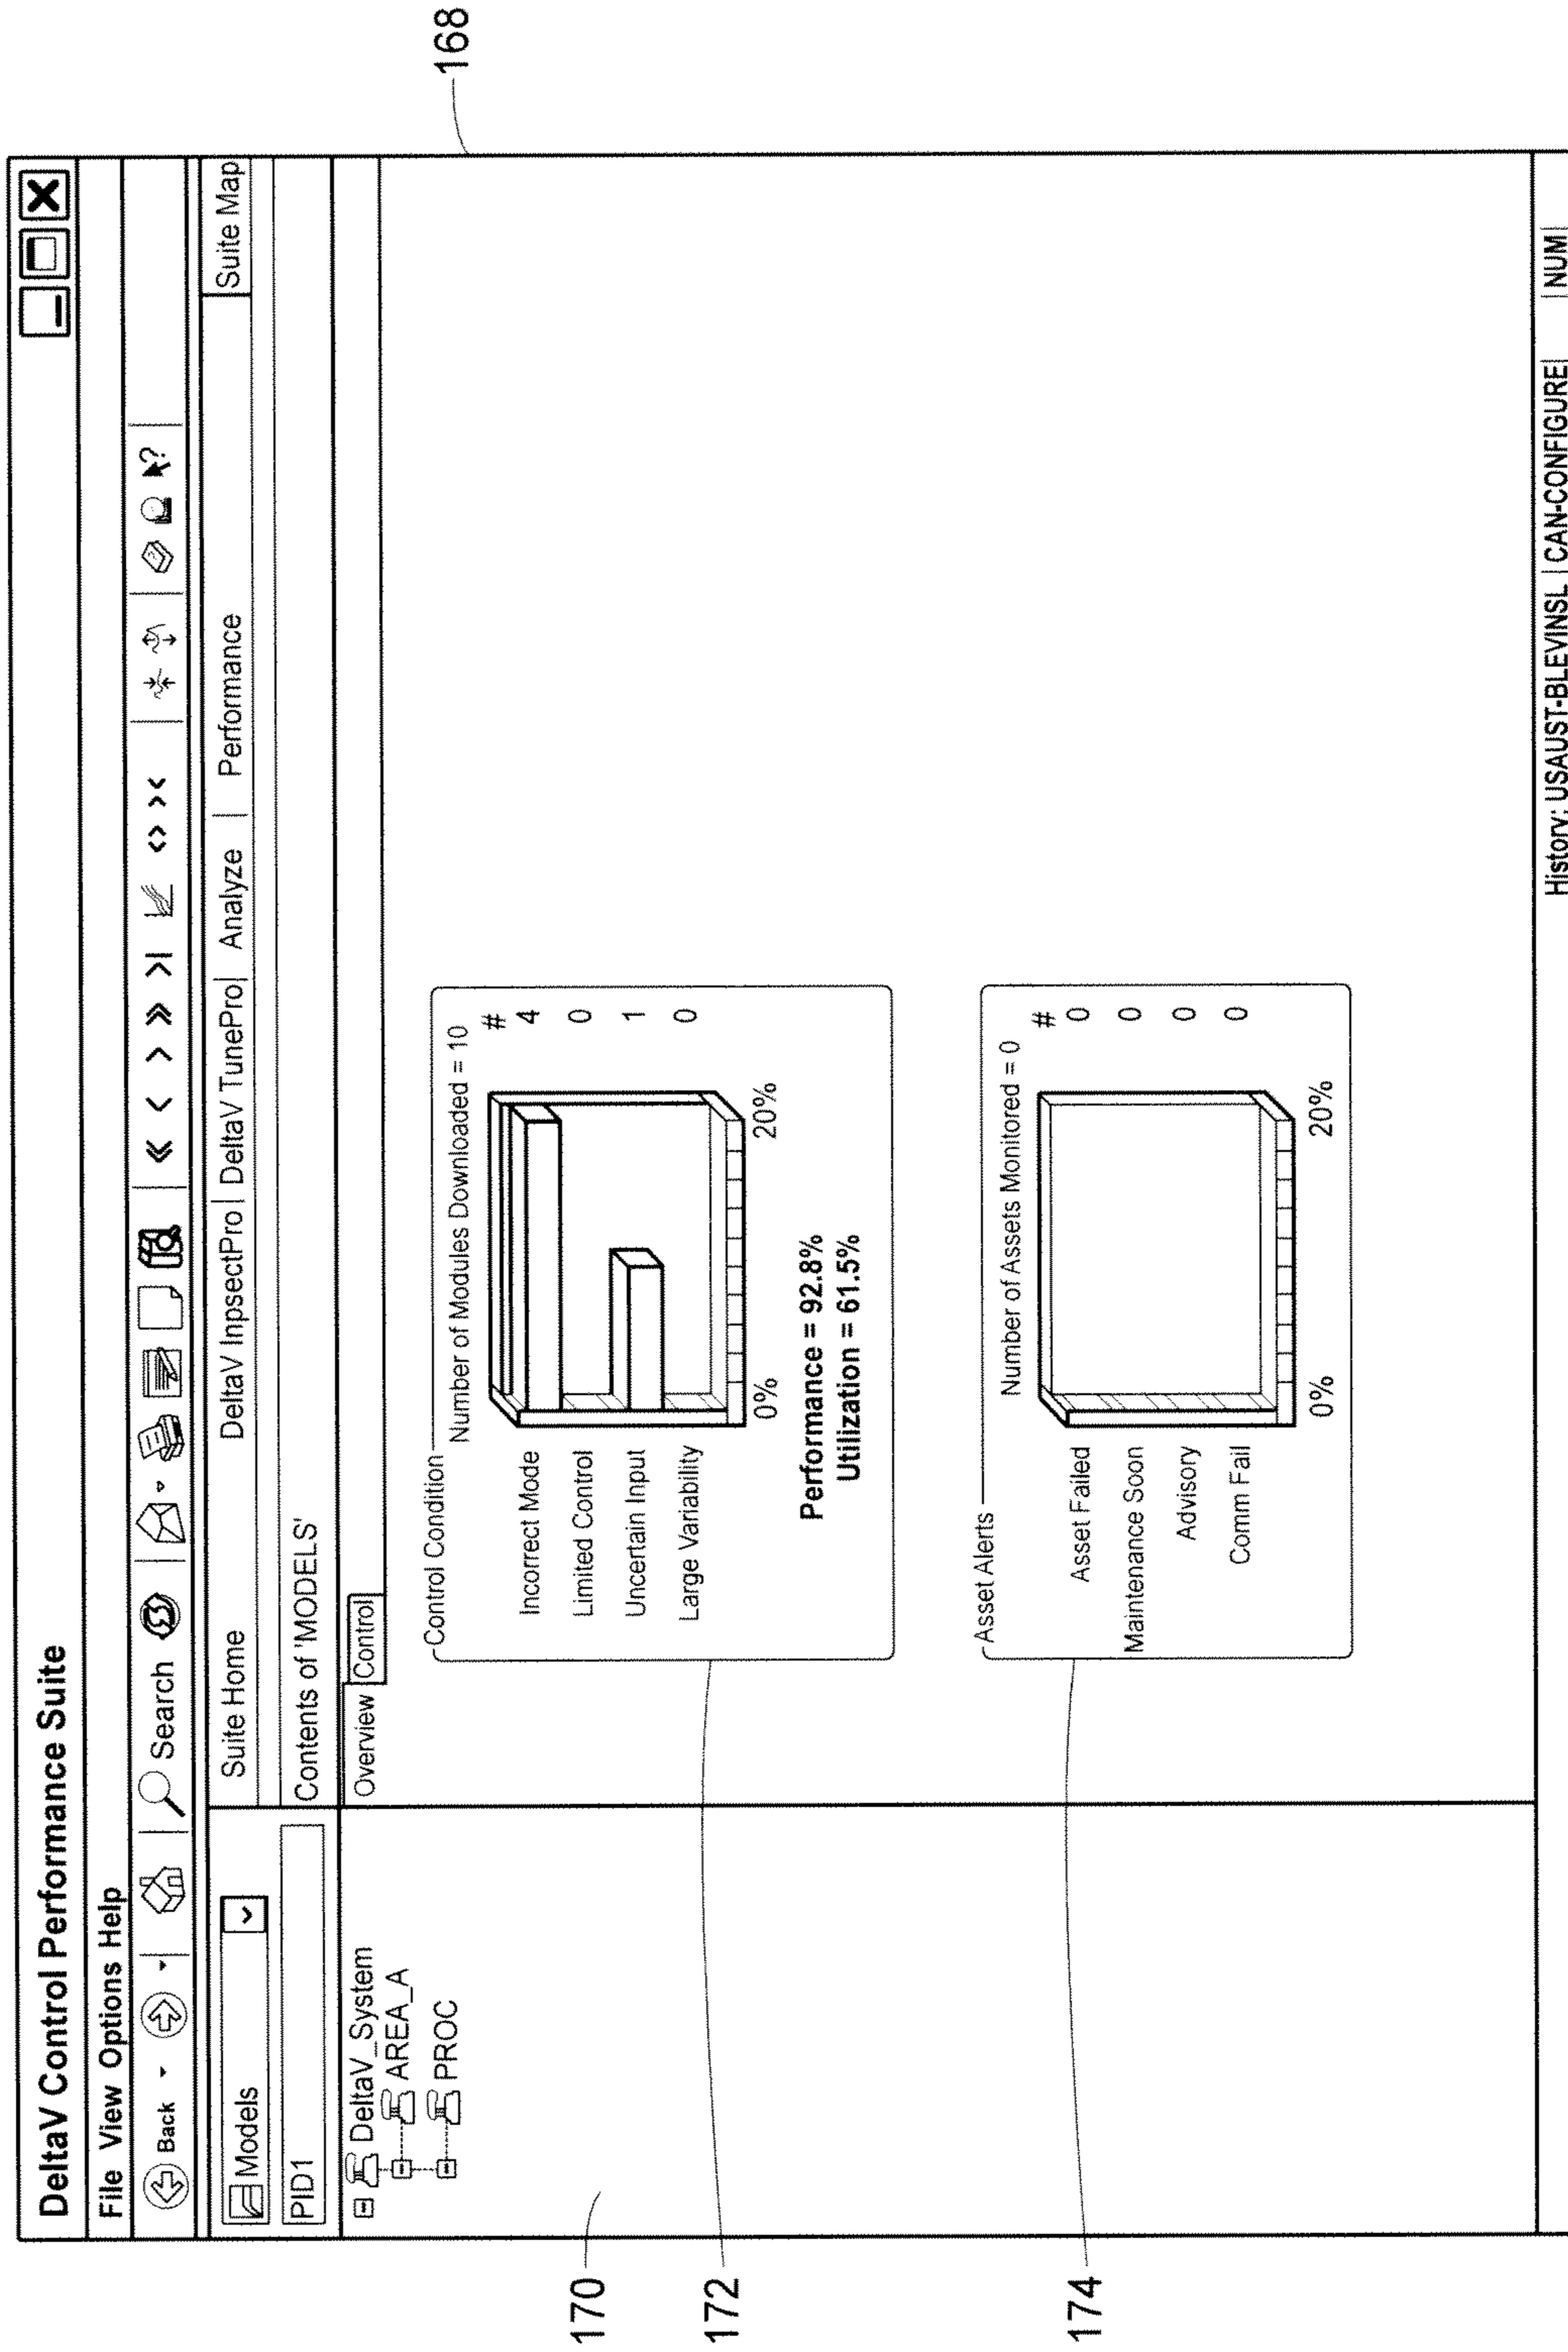 DeltaV Control Performance Suite
File View Options Help
Back Search
Models
Suite Home DeltaV InpsectPro DeltaV TunePro Analyze Performance Suite Map
PID1
Contents of 'MODELS'
Overview Control
DeltaV_System
AREA_A
PROC
168
Control Condition
Number of Modules Downloaded = 10
#
Incorrect Mode 4
Limited Control 0
Uncertain Input 1
Large Variability 0
0% 20%
Performance = 92.8%
Utilization = 61.5%
170
172
Asset Alerts
Number of Assets Monitored = 0
#
Asset Failed 0
Maintenance Soon 0
Advisory 0
Comm Fail 0
0% 20%
174
History: USAUST-BLEVINSL CAN-CONFIGURE NUM